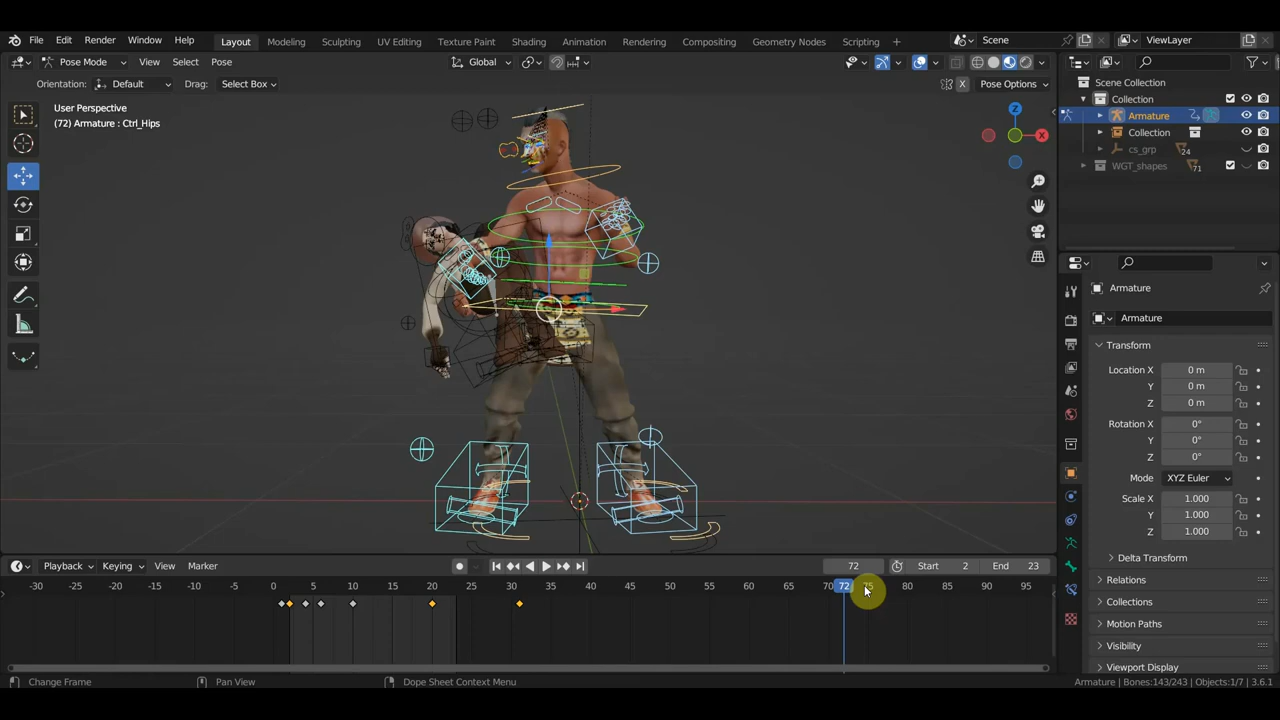 File Edit Render Window Help Layout Modeling Sculpting UV Editing Texture Paint Shading Animation Rendering Compositing Geometry Nodes Scripting + Scene ViewLayer
Pose Mode View Select Pose Global
Orientation: Default Drag: Select Box X Pose Options
Scene Collection
Collection
Armature
Collection
cs_grp 24
WGT_shapes 71
User Perspective
(72) Armature : Ctrl_Hips
Z
X
Armature
Armature
Transform
Location X 0 m
Y 0 m
Z 0 m
Rotation X 0°
Y 0°
Z 0°
Mode XYZ Euler
Scale X 1.000
Y 1.000
Z 1.000
Delta Transform
Relations
Collections
Motion Paths
Visibility
Viewport Display
Playback Keying View Marker 72 Start 2 End 23
-30 -25 -20 -15 -10 -5 0 5 10 15 20 25 30 35 40 45 50 55 60 65 70 72 75 80 85 90 95
Change Frame Pan View Dope Sheet Context Menu Armature | Bones:143/243 | Objects:1/7 | 3.6.1